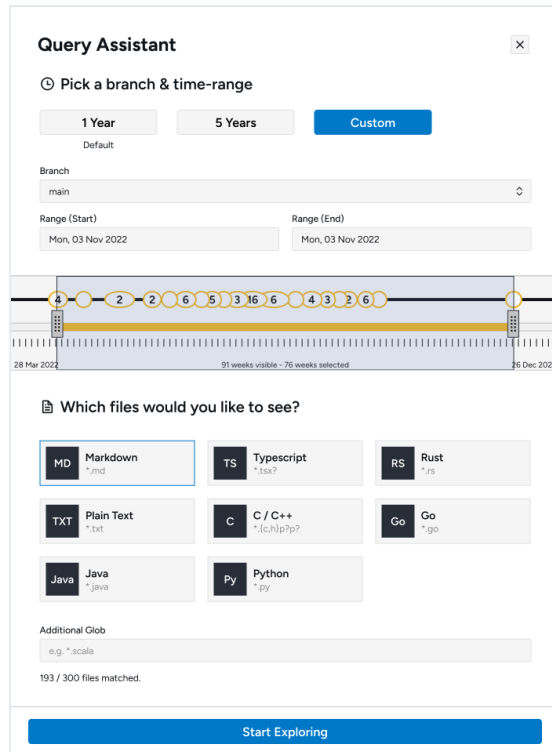 Query Assistant
Pick a branch & time-range
1 Year
5 Years
Custom
Default
Branch
main
Range (Start)
Range (End)
Mon, 03 Nov 2022
Mon, 03 Nov 2022
4 2 2 6 5 3 16 6 4 3 2 6
28 Mar 2022
91 weeks visible - 76 weeks selected
26 Dec 202
Which files would you like to see?
MD Markdown
*.md
TS Typescript
*.tsx?
RS Rust
*.rs
TXT Plain Text
*.txt
C C / C++
*.{c,h}p?p?
Go Go
*.go
Java Java
*.java
Py Python
*.py
Additional Glob
e.g. *.scala
193 / 300 files matched.
Start Exploring